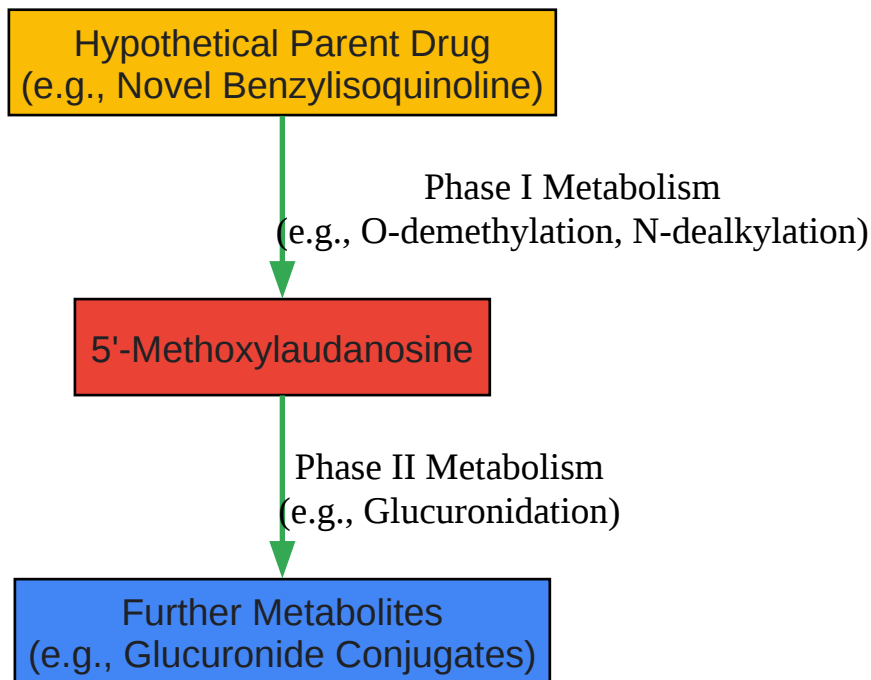 Hypothetical Parent Drug
(e.g., Novel Benzylisoquinoline)
Phase I Metabolism
(e.g., O-demethylation, N-dealkylation)
5'-Methoxylaudanosine
Phase II Metabolism
(e.g., Glucuronidation)
Further Metabolites
(e.g., Glucuronide Conjugates)